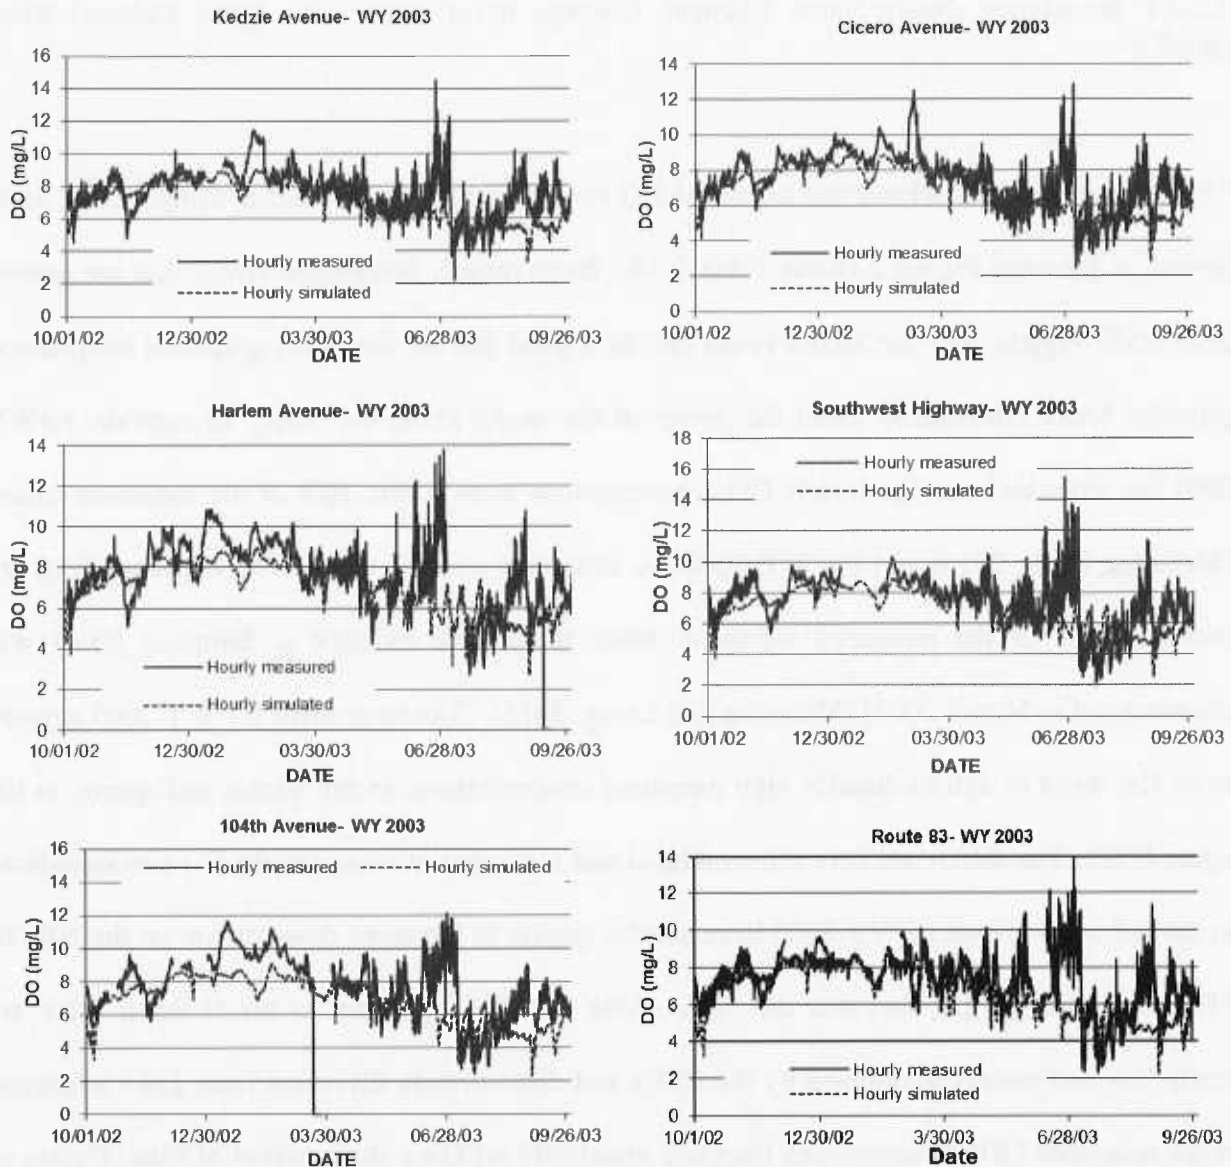 Kedzie Avenue- WY 2003
16
14
12
10
8
6
4
2
0
DO (mg/L)
Hourly measured
Hourly simulated
10/01/02 12/30/02 03/30/03 06/28/03 09/26/03
DATE
Cicero Avenue- WY 2003
14
12
10
8
6
4
2
0
DO (mg/L)
Hourly measured
Hourly simulated
10/01/02 12/30/02 03/30/03 06/28/03 09/26/03
DATE
Harlem Avenue- WY 2003
14
12
10
8
6
4
2
0
DO (mg/L)
Hourly measured
Hourly simulated
10/01/02 12/30/02 03/30/03 06/28/03 09/26/03
DATE
Southwest Highway- WY 2003
18
16
14
12
10
8
6
4
2
0
DO (mg/L)
Hourly measured
Hourly simulated
10/01/02 12/30/02 03/30/03 06/28/03 09/26/03
DATE
104th Avenue- WY 2003
16
14
12
10
8
6
4
2
0
DO (mg/L)
Hourly measured Hourly simulated
10/01/02 12/30/02 03/30/03 06/28/03 09/26/03
DATE
Route 83- WY 2003
14
12
10
8
6
4
2
0
DO (mg/L)
Hourly measured
Hourly simulated
10/1/02 12/30/02 3/30/03 6/28/03 9/26/03
Date